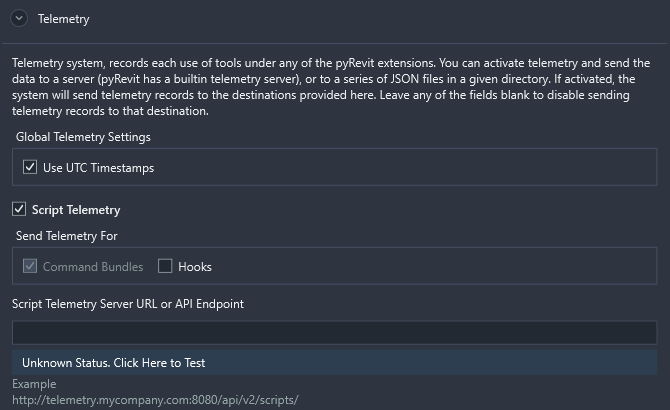 Telemetry
Telemetry system, records each use of tools under any of the pyRevit extensions. You can activate telemetry and send the
data to a server (pyRevit has a builtin telemetry server), or to a series of JSON files in a given directory. If activated, the
system will send telemetry records to the destinations provided here. Leave any of the fields blank to disable sending
telemetry records to that destination.
Global Telemetry Settings
Use UTC Timestamps
Script Telemetry
Send Telemetry For
Command Bundles Hooks
Script Telemetry Server URL or API Endpoint
Unknown Status. Click Here to Test
Example
http://telemetry.mycompany.com:8080/api/v2/scripts/